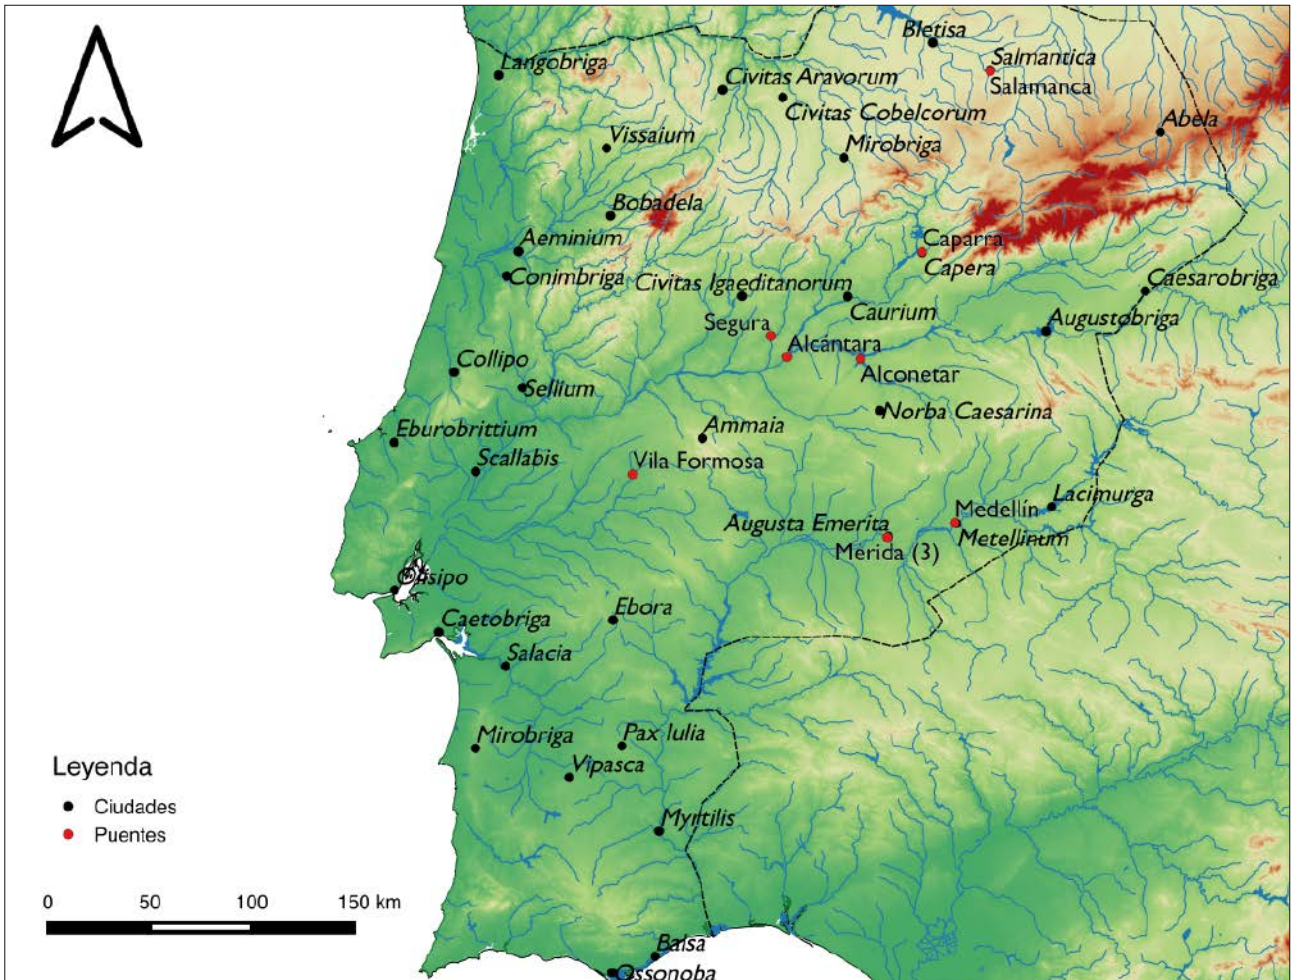 Bletisa
Langobriga
Salmantica
Salamanca
Civitas Aravorum
Civitas Cobelcorum
Abela
Vissaium
Mirobriga
Bobadela
Aeminium
Caparra
Capera
Conimbriga
Civitas Igaeditanorum
Caesarobriga
Caurium
Segura
Augustobriga
Alcántara
Collipo
Alconetar
Sellium
Norba Caesarina
Eburobrittium
Ammaia
Scallabis
Vila Formosa
Lacimurga
Medellín
Augusta Emerita
Metellinum
Merida (3)
Olisipo
Ebora
Caetobriga
Salacia
Mirobriga
Pax Iulia
Vipasca
Leyenda
Ciudades
Puentes
Myrtilis
0 50 100 150 km
Balsa
Ossonoba